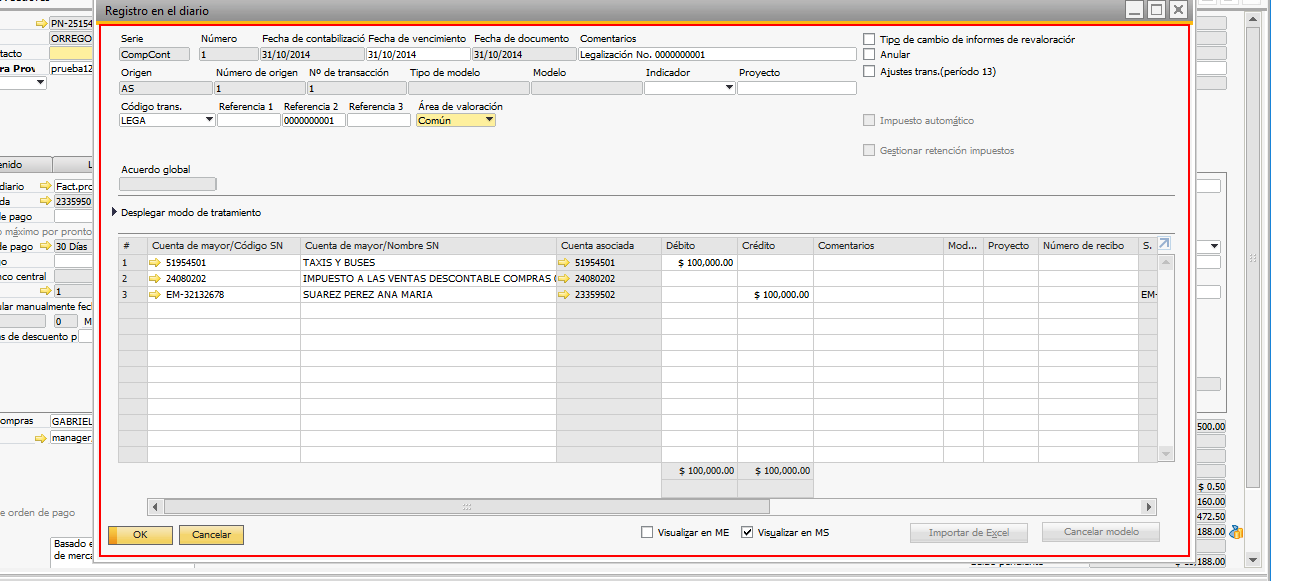 Registro en el diario
PN-25154
ORREGO
tacto
ra Prov prueba12
enido L
diario Fact.pro
da 2335950
de pago
o máximo por pronto
de pago 30 Días
go
nco central
1
ular manualmente fech
0 M
s de descuento p
ompras GABRIEL
manager
e orden de pago
Basado e
de merca
Serie Número Fecha de contabilizació Fecha de vencimiento Fecha de documento Comentarios
CompCont 1 31/10/2014 31/10/2014 31/10/2014 Legalización No. 0000000001
Origen Número de origen Nº de transacción Tipo de modelo Modelo Indicador Proyecto
AS 1 1
Código trans. Referencia 1 Referencia 2 Referencia 3 Área de valoración
LEGA 0000000001 Común
Tipo de cambio de informes de revaloraciór
Anular
Ajustes trans.(período 13)
Impuesto automático
Gestionar retención impuestos
Acuerdo global
Desplegar modo de tratamiento
# Cuenta de mayor/Código SN Cuenta de mayor/Nombre SN Cuenta asociada Débito Crédito Comentarios Mod... Proyecto Número de recibo S.
1 51954501 TAXIS Y BUSES 51954501 $ 100,000.00
2 24080202 IMPUESTO A LAS VENTAS DESCONTABLE COMPRAS ( 24080202
3 EM-32132678 SUAREZ PEREZ ANA MARIA 23359502 $ 100,000.00 EM-
$ 100,000.00 $ 100,000.00
OK Cancelar Visualizar en ME Visualizar en MS Importar de Excel Cancelar modelo
500.00
$ 0.50
160.00
472.50
188.00
188.00